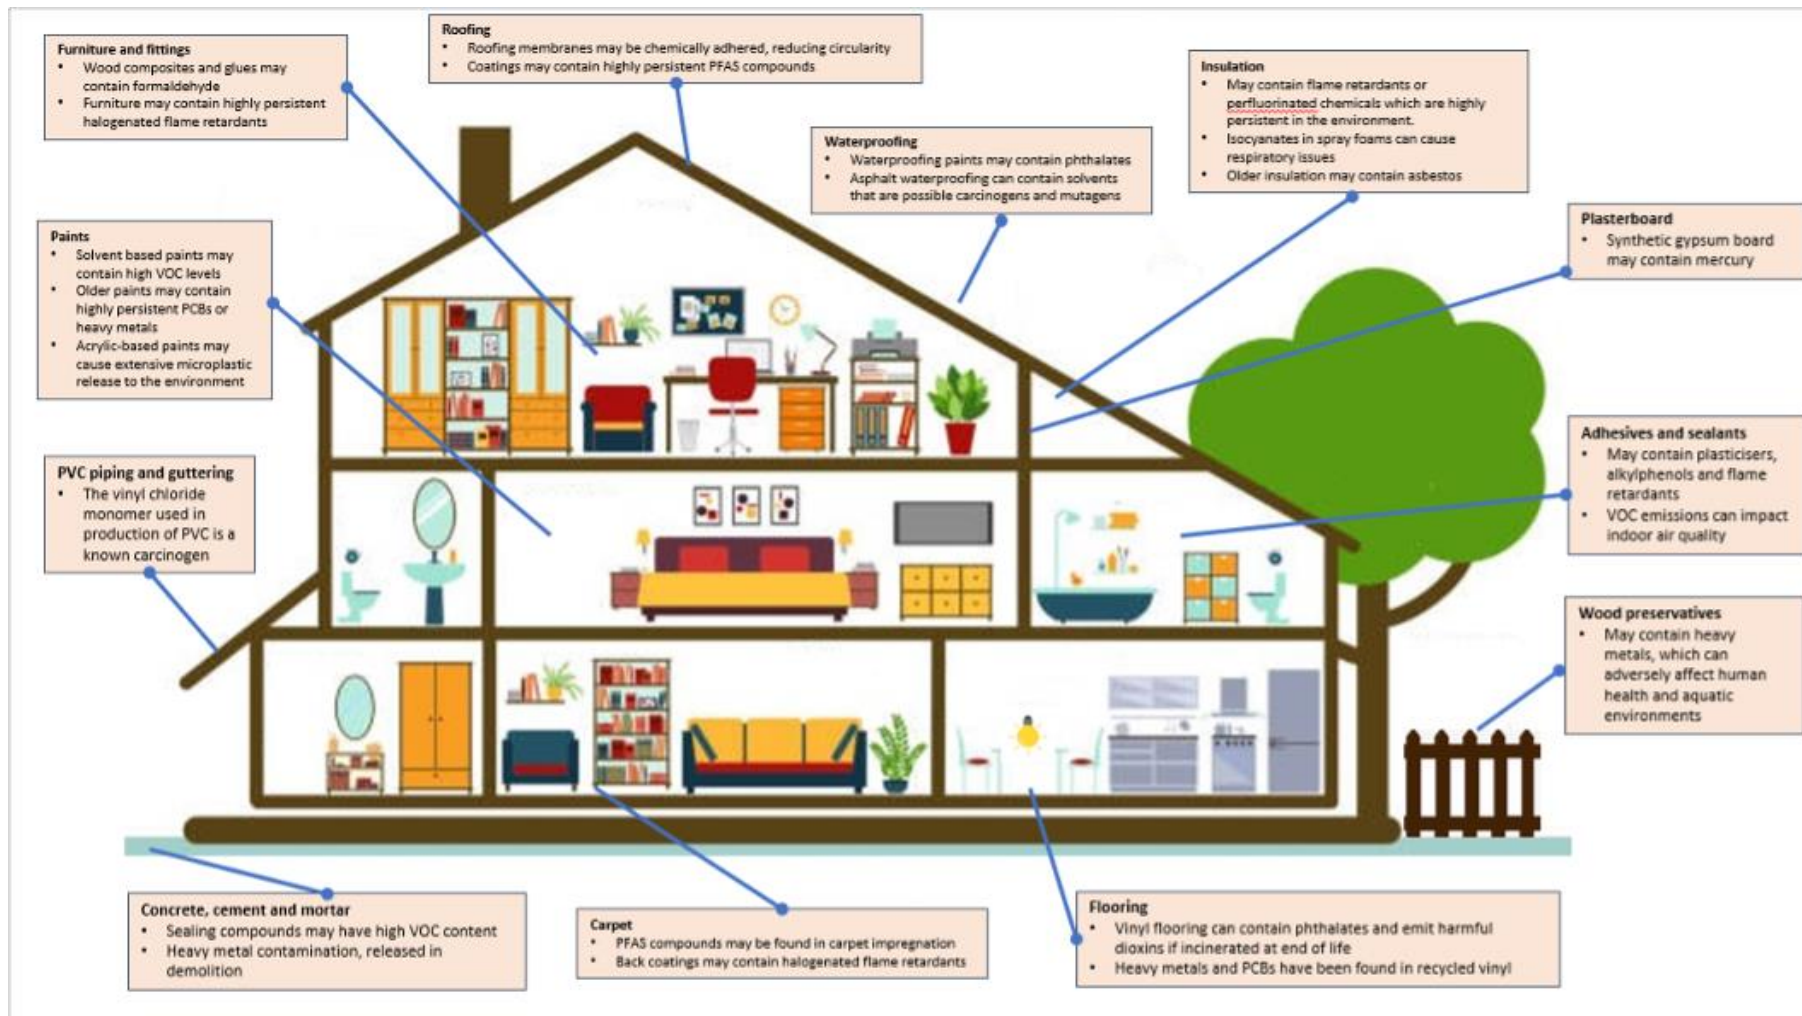 Furniture and fittings
• Wood composites and glues may
contain formaldehyde
• Furniture may contain highly persistent
halogenated flame retardants
Roofing
• Roofing membranes may be chemically adhered, reducing circularity
• Coatings may contain highly persistent PFAS compounds
Waterproofing
• Waterproofing paints may contain phthalates
• Asphalt waterproofing can contain solvents
that are possible carcinogens and mutagens
Insulation
• May contain flame retardants or
perfluorinated chemicals which are highly
persistent in the environment.
• Isocyanates in spray foams can cause
respiratory issues
• Older insulation may contain asbestos
Plasterboard
• Synthetic gypsum board
may contain mercury
Paints
• Solvent based paints may
contain high VOC levels
• Older paints may contain
highly persistent PCBs or
heavy metals
• Acrylic-based paints may
cause extensive microplastic
release to the environment
Adhesives and sealants
• May contain plasticisers,
alkylphenols and flame
retardants
• VOC emissions can impact
indoor air quality
PVC piping and guttering
• The vinyl chloride
monomer used in
production of PVC is a
known carcinogen
Wood preservatives
• May contain heavy
metals, which can
adversely affect human
health and aquatic
environments
Concrete, cement and mortar
• Sealing compounds may have high VOC content
• Heavy metal contamination, released in
demolition
Carpet
• PFAS compounds may be found in carpet impregnation
• Back coatings may contain halogenated flame retardants
Flooring
• Vinyl flooring can contain phthalates and emit harmful
dioxins if incinerated at end of life
• Heavy metals and PCBs have been found in recycled vinyl